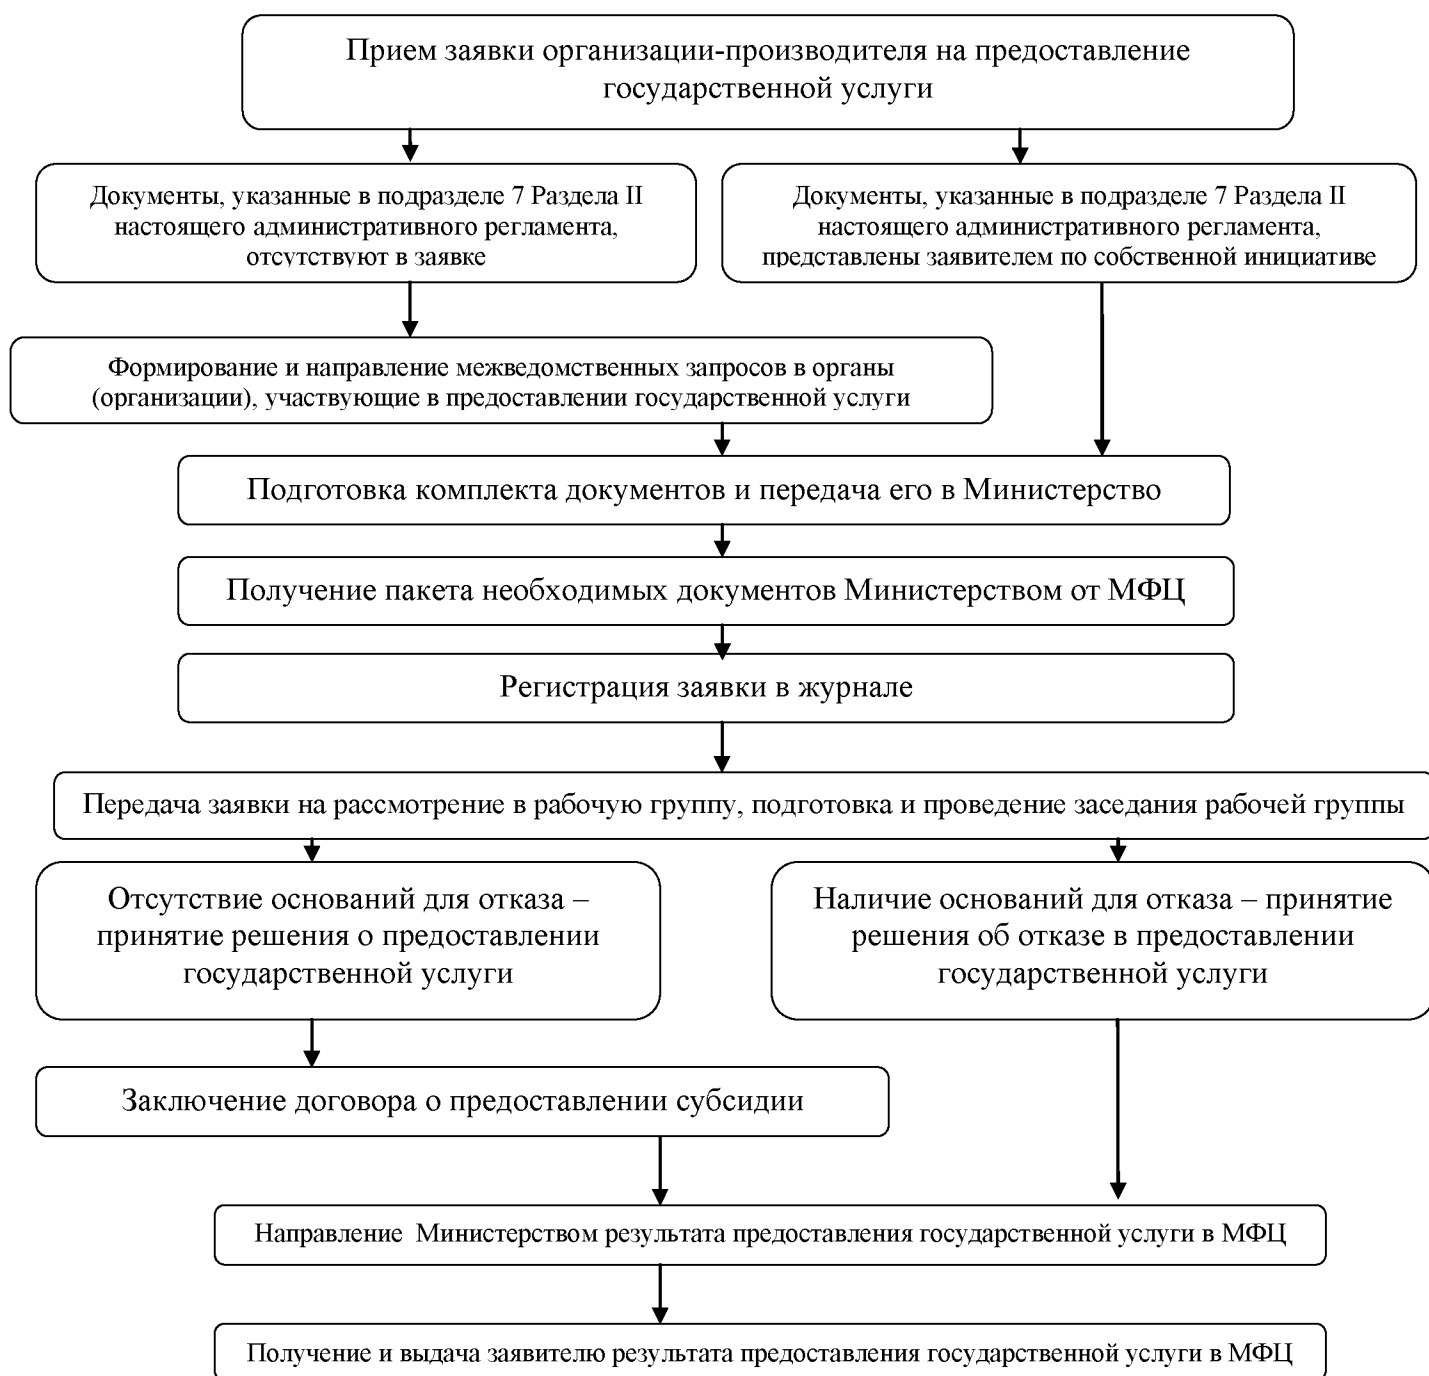 Прием заявки организации-производителя на предоставление
государственной услуги
Документы, указанные в подразделе 7 Раздела II
настоящего административного регламента,
отсутствуют в заявке
Документы, указанные в подразделе 7 Раздела II
настоящего административного регламента,
представлены заявителем по собственной инициативе
Формирование и направление межведомственных запросов в органы
(организации), участвующие в предоставлении государственной услуги
Подготовка комплекта документов и передача его в Министерство
Получение пакета необходимых документов Министерством от МФЦ
Регистрация заявки в журнале
Передача заявки на рассмотрение в рабочую группу, подготовка и проведение заседания рабочей группы
Отсутствие оснований для отказа –
принятие решения о предоставлении
государственной услуги
Наличие оснований для отказа – принятие
решения об отказе в предоставлении
государственной услуги
Заключение договора о предоставлении субсидии
Направление Министерством результата предоставления государственной услуги в МФЦ
Получение и выдача заявителю результата предоставления государственной услуги в МФЦ